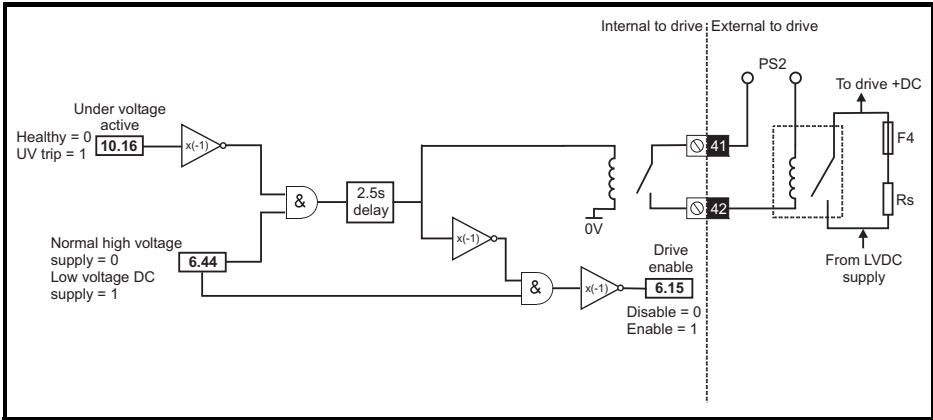 Internal to drive External to drive
PS2
To drive +DC
Under voltage
active
Healthy = 0
UV trip = 1
10.16
x(-1)
41
F4
&
2.5s
delay
42
Rs
0V
x(-1)
Normal high voltage
supply = 0
Low voltage DC
supply = 1
6.44
Drive
enable
From LVDC
supply
&
x(-1)
6.15
Disable = 0
Enable = 1